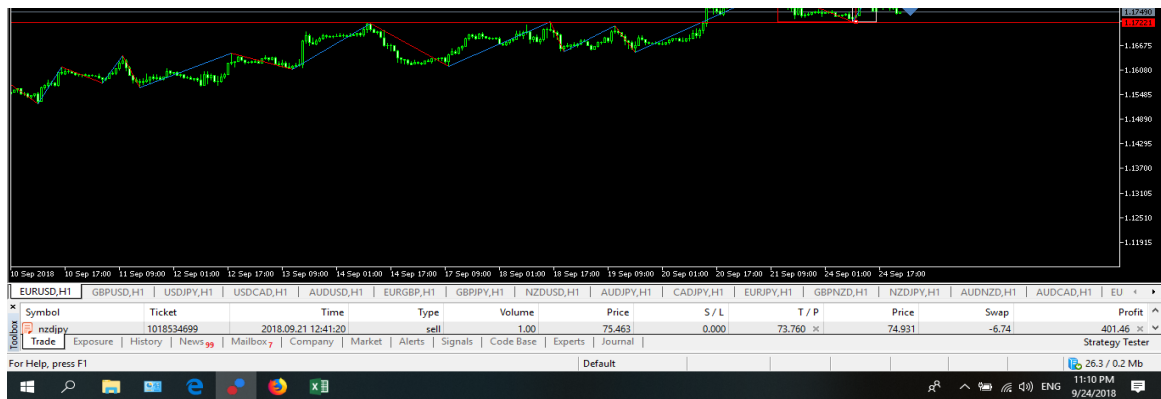 1.17490
1.17221
1.16675
1.16080
1.15485
1.14890
1.14295
1.13700
1.13105
1.12510
1.11915
10 Sep 2018 10 Sep 17:00 11 Sep 09:00 12 Sep 01:00 12 Sep 17:00 13 Sep 09:00 14 Sep 01:00 14 Sep 17:00 17 Sep 09:00 18 Sep 01:00 18 Sep 17:00 19 Sep 09:00 20 Sep 01:00 20 Sep 17:00 21 Sep 09:00 24 Sep 01:00 24 Sep 17:00
EURUSD,H1 GBPUSD,H1 USDJPY,H1 USDCAD,H1 AUDUSD,H1 EURGBP,H1 GBPJPY,H1 NZDUSD,H1 AUDJPY,H1 CADJPY,H1 EURJPY,H1 GBPNZD,H1 NZDJPY,H1 AUDNZD,H1 AUDCAD,H1 EU
Symbol Ticket Time Type Volume Price S / L T / P Price Swap Profit
nzdjpy 1018534699 2018.09.21 12:41:20 sell 1.00 75.463 0.000 73.760 74.931 -6.74 401.46
Toolbox
Trade Exposure History News 99 Mailbox 7 Company Market Alerts Signals Code Base Experts Journal Strategy Tester
For Help, press F1 Default 26.3 / 0.2 Mb
ENG 11:10 PM
9/24/2018